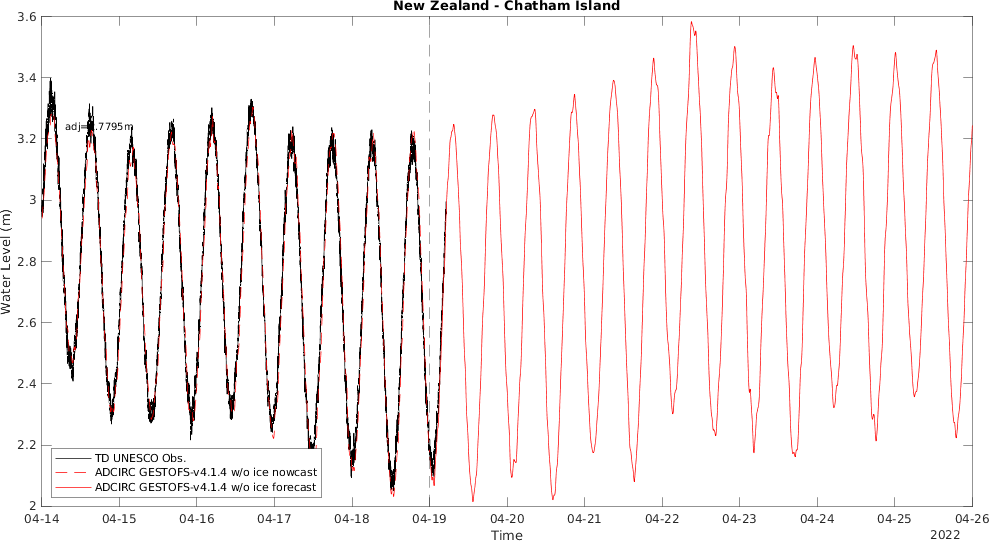 New Zealand - Chatham Island
3.6
3.4
3.2
3
2.8
2.6
2.4
2.2
2
Water Level (m)
TD UNESCO Obs.
ADCIRC GESTOFS-v4.1.4 w/o ice nowcast
ADCIRC GESTOFS-v4.1.4 w/o ice forecast
04-14 04-15 04-16 04-17 04-18 04-19 04-20 04-21 04-22 04-23 04-24 04-25 04-26
Time
2022